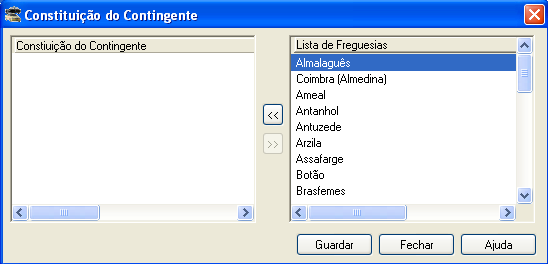 Constituição do Contingente
Constiuição do Contingente
<<
>>
Lista de Freguesias
Almalaguês
Coimbra (Almedina)
Ameal
Antanhol
Antuzede
Arzila
Assafarge
Botão
Brasfemes
Guardar
Fechar
Ajuda